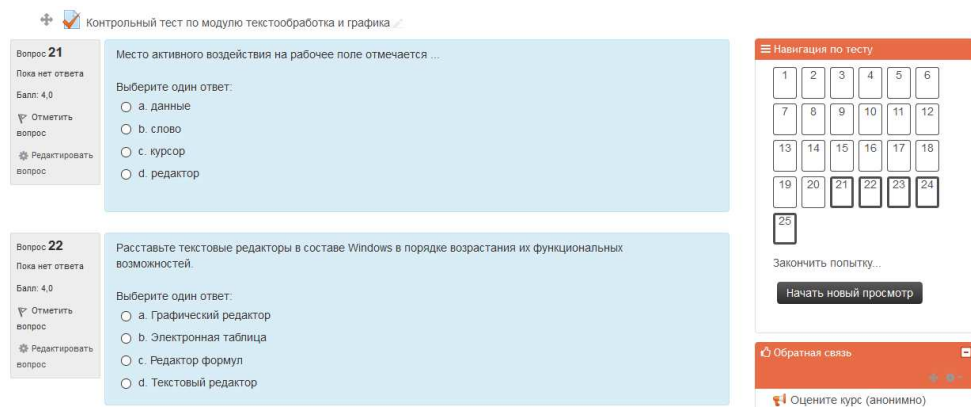 Контрольный тест по модулю текстообработка и графика
Вопрос 21
Пока нет ответа
Балл: 4,0
Отметить
вопрос
Редактировать
вопрос
Место активного воздействия на рабочее поле отмечается ...
Выберите один ответ:
a. данные
b. слово
c. курсор
d. редактор
Вопрос 22
Пока нет ответа
Балл: 4,0
Отметить
вопрос
Редактировать
вопрос
Расставьте текстовые редакторы в составе Windows в порядке возрастания их функциональных
возможностей.
Выберите один ответ:
a. Графический редактор
b. Электронная таблица
c. Редактор формул
d. Текстовый редактор
Навигация по тесту
1 2 3 4 5 6
7 8 9 10 11 12
13 14 15 16 17 18
19 20 21 22 23 24
25
Закончить попытку...
Начать новый просмотр
Обратная связь
Оцените курс (анонимно)